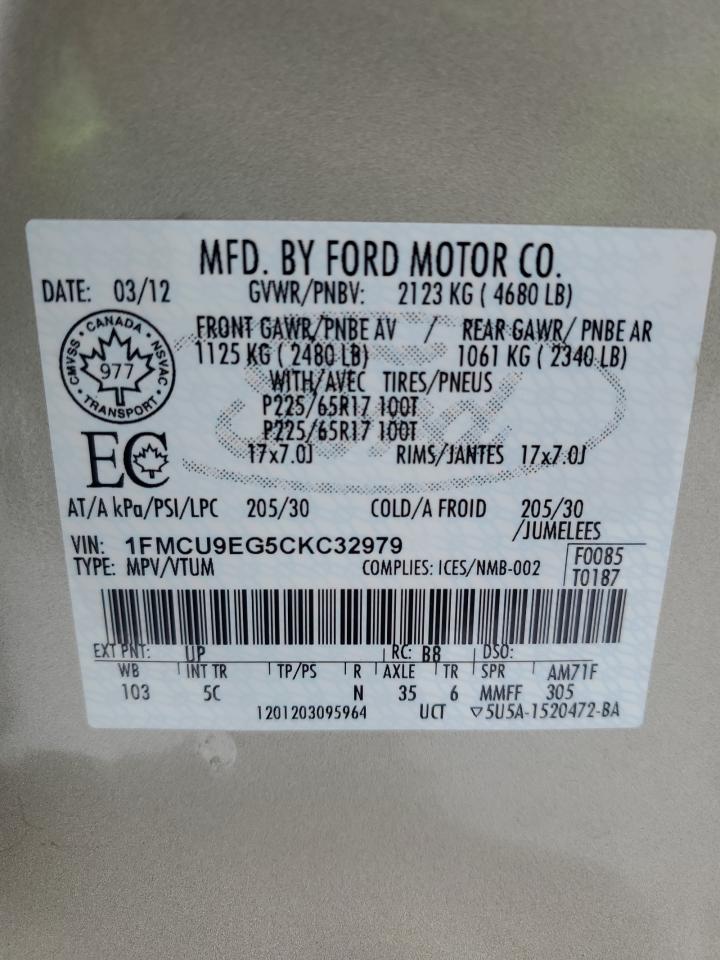 MFD. BY FORD MOTOR CO.
DATE: 03/12 GVWR/PNBV: 2123 KG ( 4680 LB)
FRONT GAWR/PNBE AV / REAR GAWR/ PNBE AR
1125 KG ( 2480 LB) 1061 KG ( 2340 LB)
WITH/AVEC TIRES/PNEUS
P225/65R17 100T
P225/65R17 100T
17x7.0J RIMS/JANTES 17x7.0J
CANADA
CMVSS NSVAC
977
TRANSPORT
EC
AT/A kPa/PSI/LPC 205/30 COLD/A FROID 205/30
/JUMELEES
VIN: 1FMCU9EG5CKC32979
TYPE: MPV/VTUM COMPLIES: ICES/NMB-002
F0085
T0187
EXT PNT: UP RC: B8 DSO:
WB INT TR TP/PS R AXLE TR SPR AM71F
103 5C N 35 6 MMFF 305
1201203095964 UCT ▽5U5A-1520472-BA
Ford